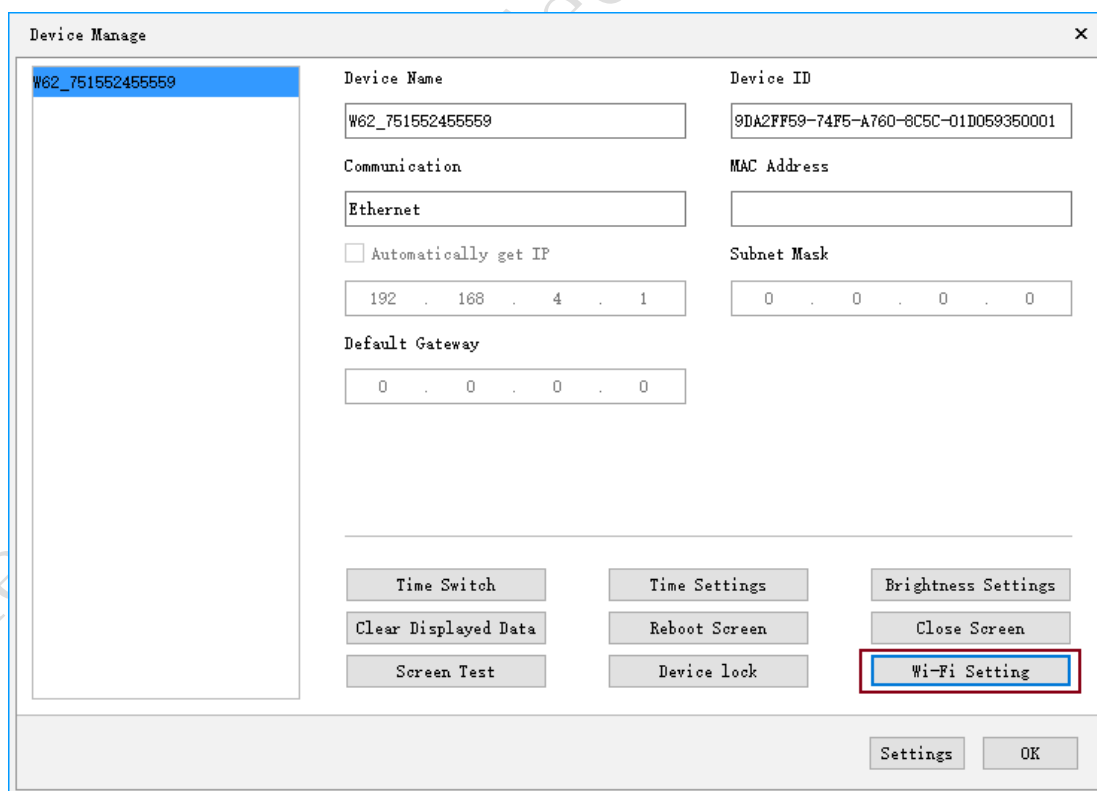 Device Manage
W62_751552455559
Device Name
Device ID
W62_751552455559
9DA2FF59-74F5-A760-8C5C-01D059350001
Communication
MAC Address
Ethernet
Automatically get IP
Subnet Mask
192 . 168 . 4 . 1
0 . 0 . 0 . 0
Default Gateway
0 . 0 . 0 . 0
Time Switch
Time Settings
Brightness Settings
Clear Displayed Data
Reboot Screen
Close Screen
Screen Test
Device lock
Wi-Fi Setting
Settings
OK